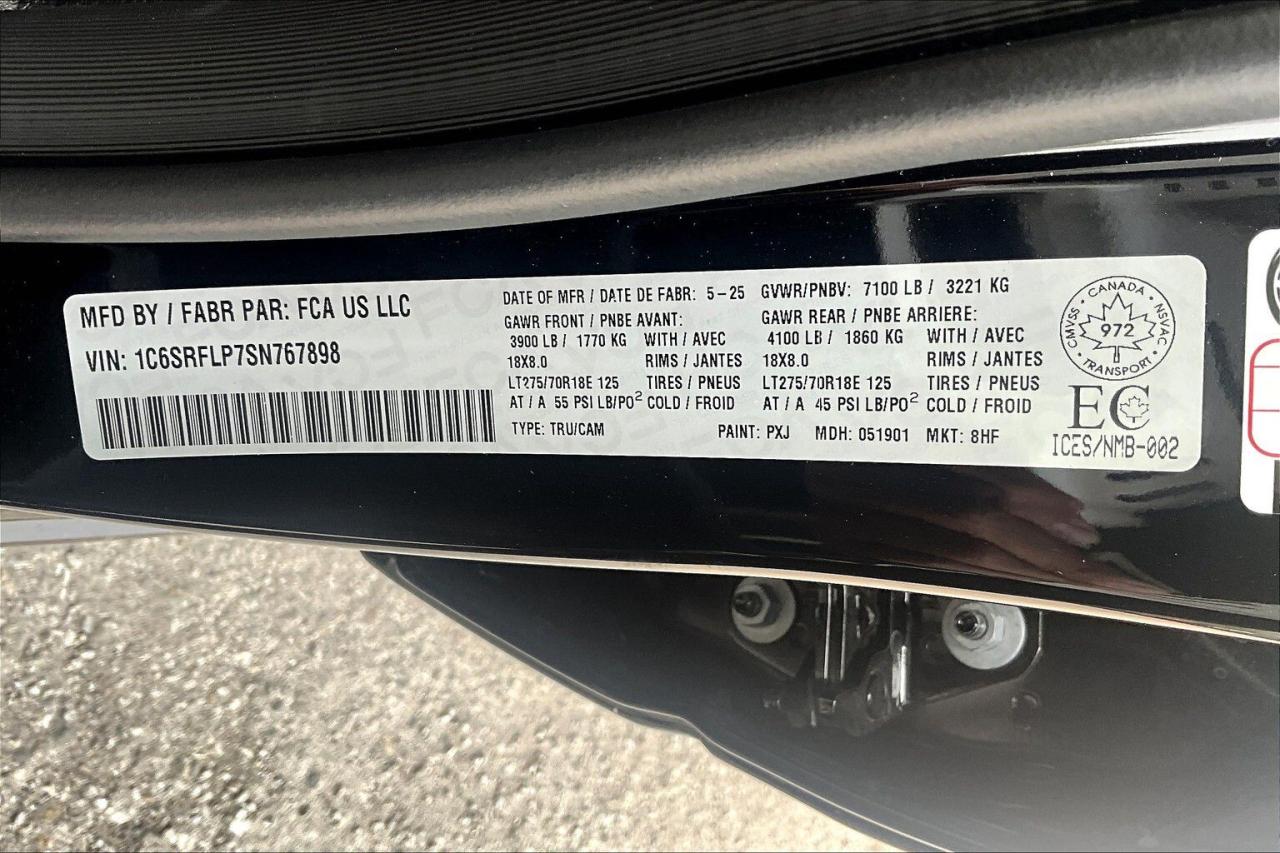 MFD BY / FABR PAR: FCA US LLC
VIN: 1C6SRFLP7SN767898
DATE OF MFR / DATE DE FABR: 5-25
GAWR FRONT / PNBE AVANT:
3900 LB / 1770 KG WITH / AVEC
18X8.0 RIMS / JANTES
LT275/70R18E 125 TIRES / PNEUS
AT / A 55 PSI LB/PO² COLD / FROID
TYPE: TRU/CAM
GVWR/PNBV: 7100 LB / 3221 KG
GAWR REAR / PNBE ARRIERE:
4100 LB / 1860 KG WITH / AVEC
18X8.0 RIMS / JANTES
LT275/70R18E 125 TIRES / PNEUS
AT / A 45 PSI LB/PO² COLD / FROID
PAINT: PXJ MDH: 051901 MKT: 8HF
CANADA
CMVSS 972 NSVAC
TRANSPORT
EC
ICES/NMB-002